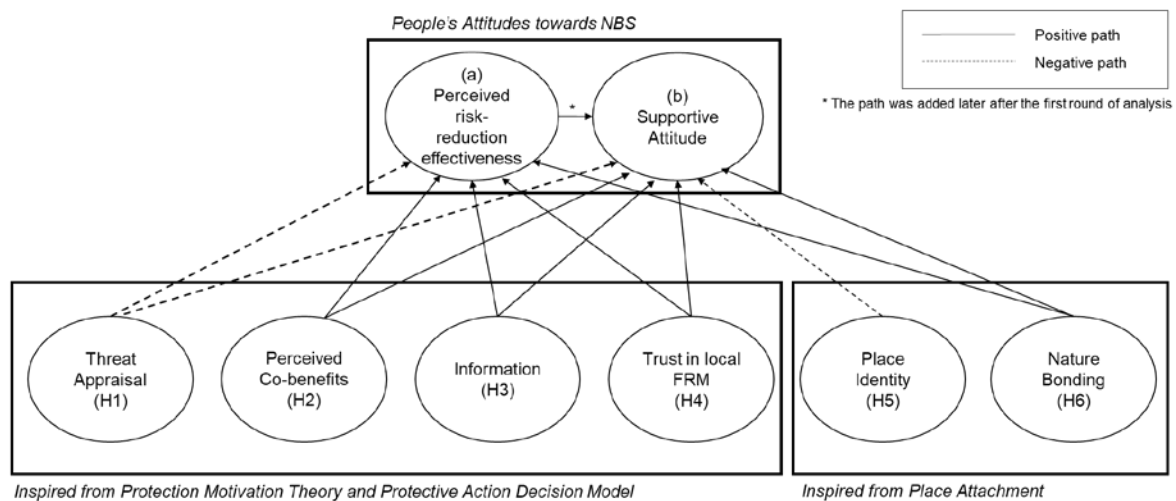 People's Attitudes towards NBS
Positive path
Negative path
* The path was added later after the first round of analysis
(a)
Perceived
risk-
reduction
effectiveness
*
(b)
Supportive
Attitude
Threat
Appraisal
(H1)
Perceived
Co-benefits
(H2)
Information
(H3)
Trust in local
FRM
(H4)
Place
Identity
(H5)
Nature
Bonding
(H6)
Inspired from Protection Motivation Theory and Protective Action Decision Model
Inspired from Place Attachment